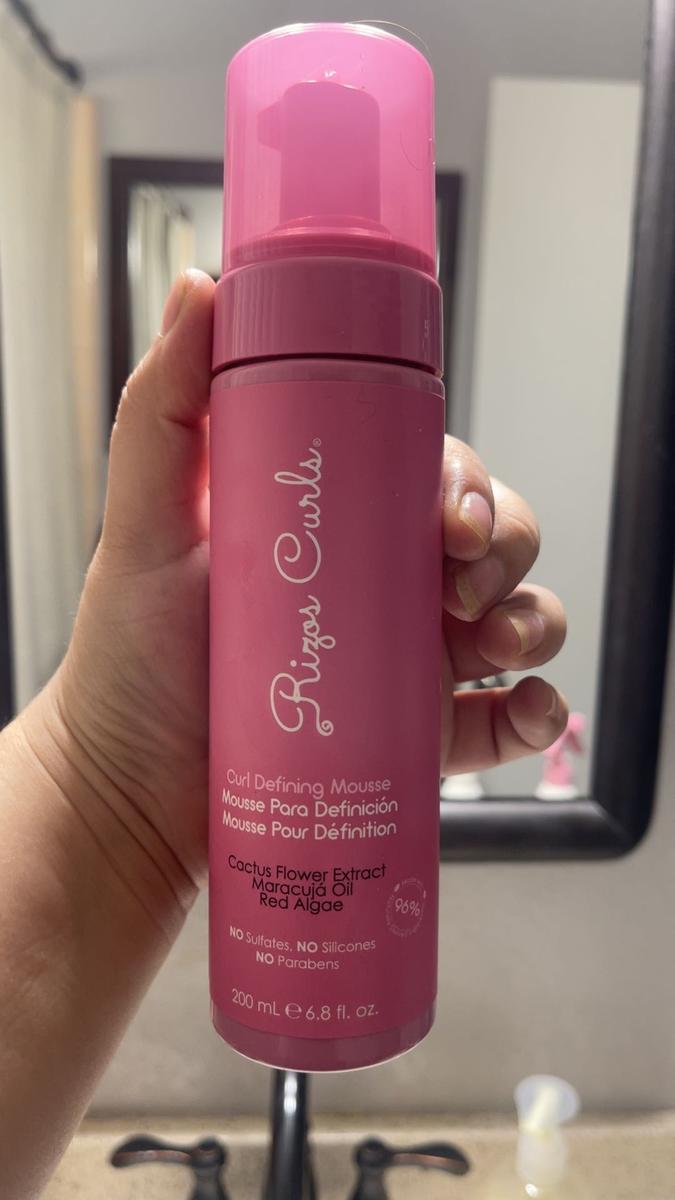 Rizos Curls®
Curl Defining Mousse
Mousse Para Definición
Mousse Pour Définition
Cactus Flower Extract
Maracujá Oil
Red Algae
96%
NO Sulfates, NO Silicones
NO Parabens
200 mL ℮ 6.8 fl. oz.